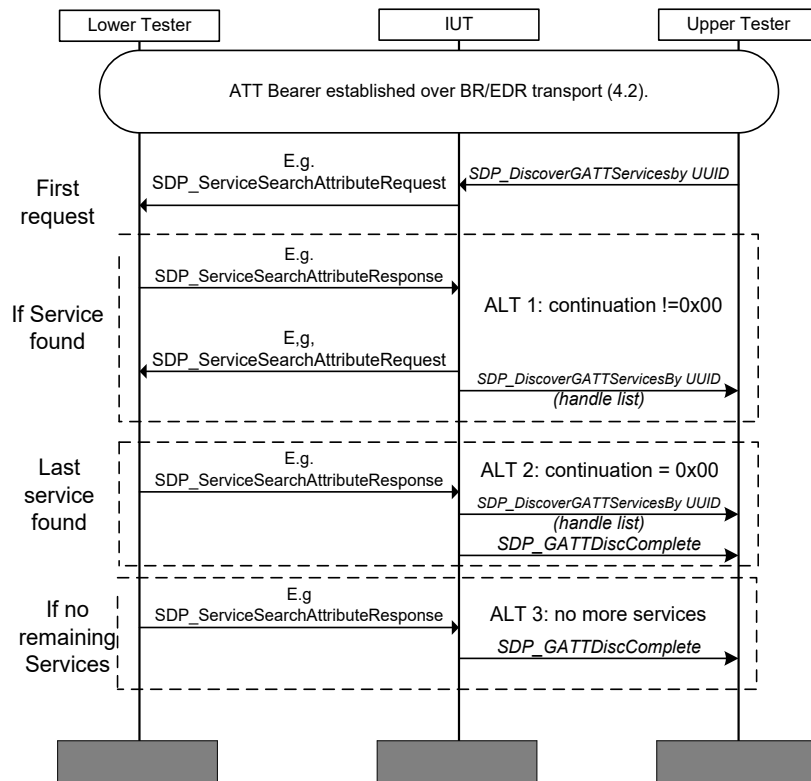 Lower Tester
IUT
Upper Tester
ATT Bearer established over BR/EDR transport (4.2).
First
request
E.g.
SDP_ServiceSearchAttributeRequest
SDP_DiscoverGATTServicesby UUID
If Service
found
E.g.
SDP_ServiceSearchAttributeResponse
ALT 1: continuation !=0x00
E,g,
SDP_ServiceSearchAttributeRequest
SDP_DiscoverGATTServicesBy UUID
(handle list)
Last
service
found
E.g.
SDP_ServiceSearchAttributeResponse
ALT 2: continuation = 0x00
SDP_DiscoverGATTServicesBy UUID
(handle list)
SDP_GATTDiscComplete
If no
remaining
Services
E.g
SDP_ServiceSearchAttributeResponse
ALT 3: no more services
SDP_GATTDiscComplete